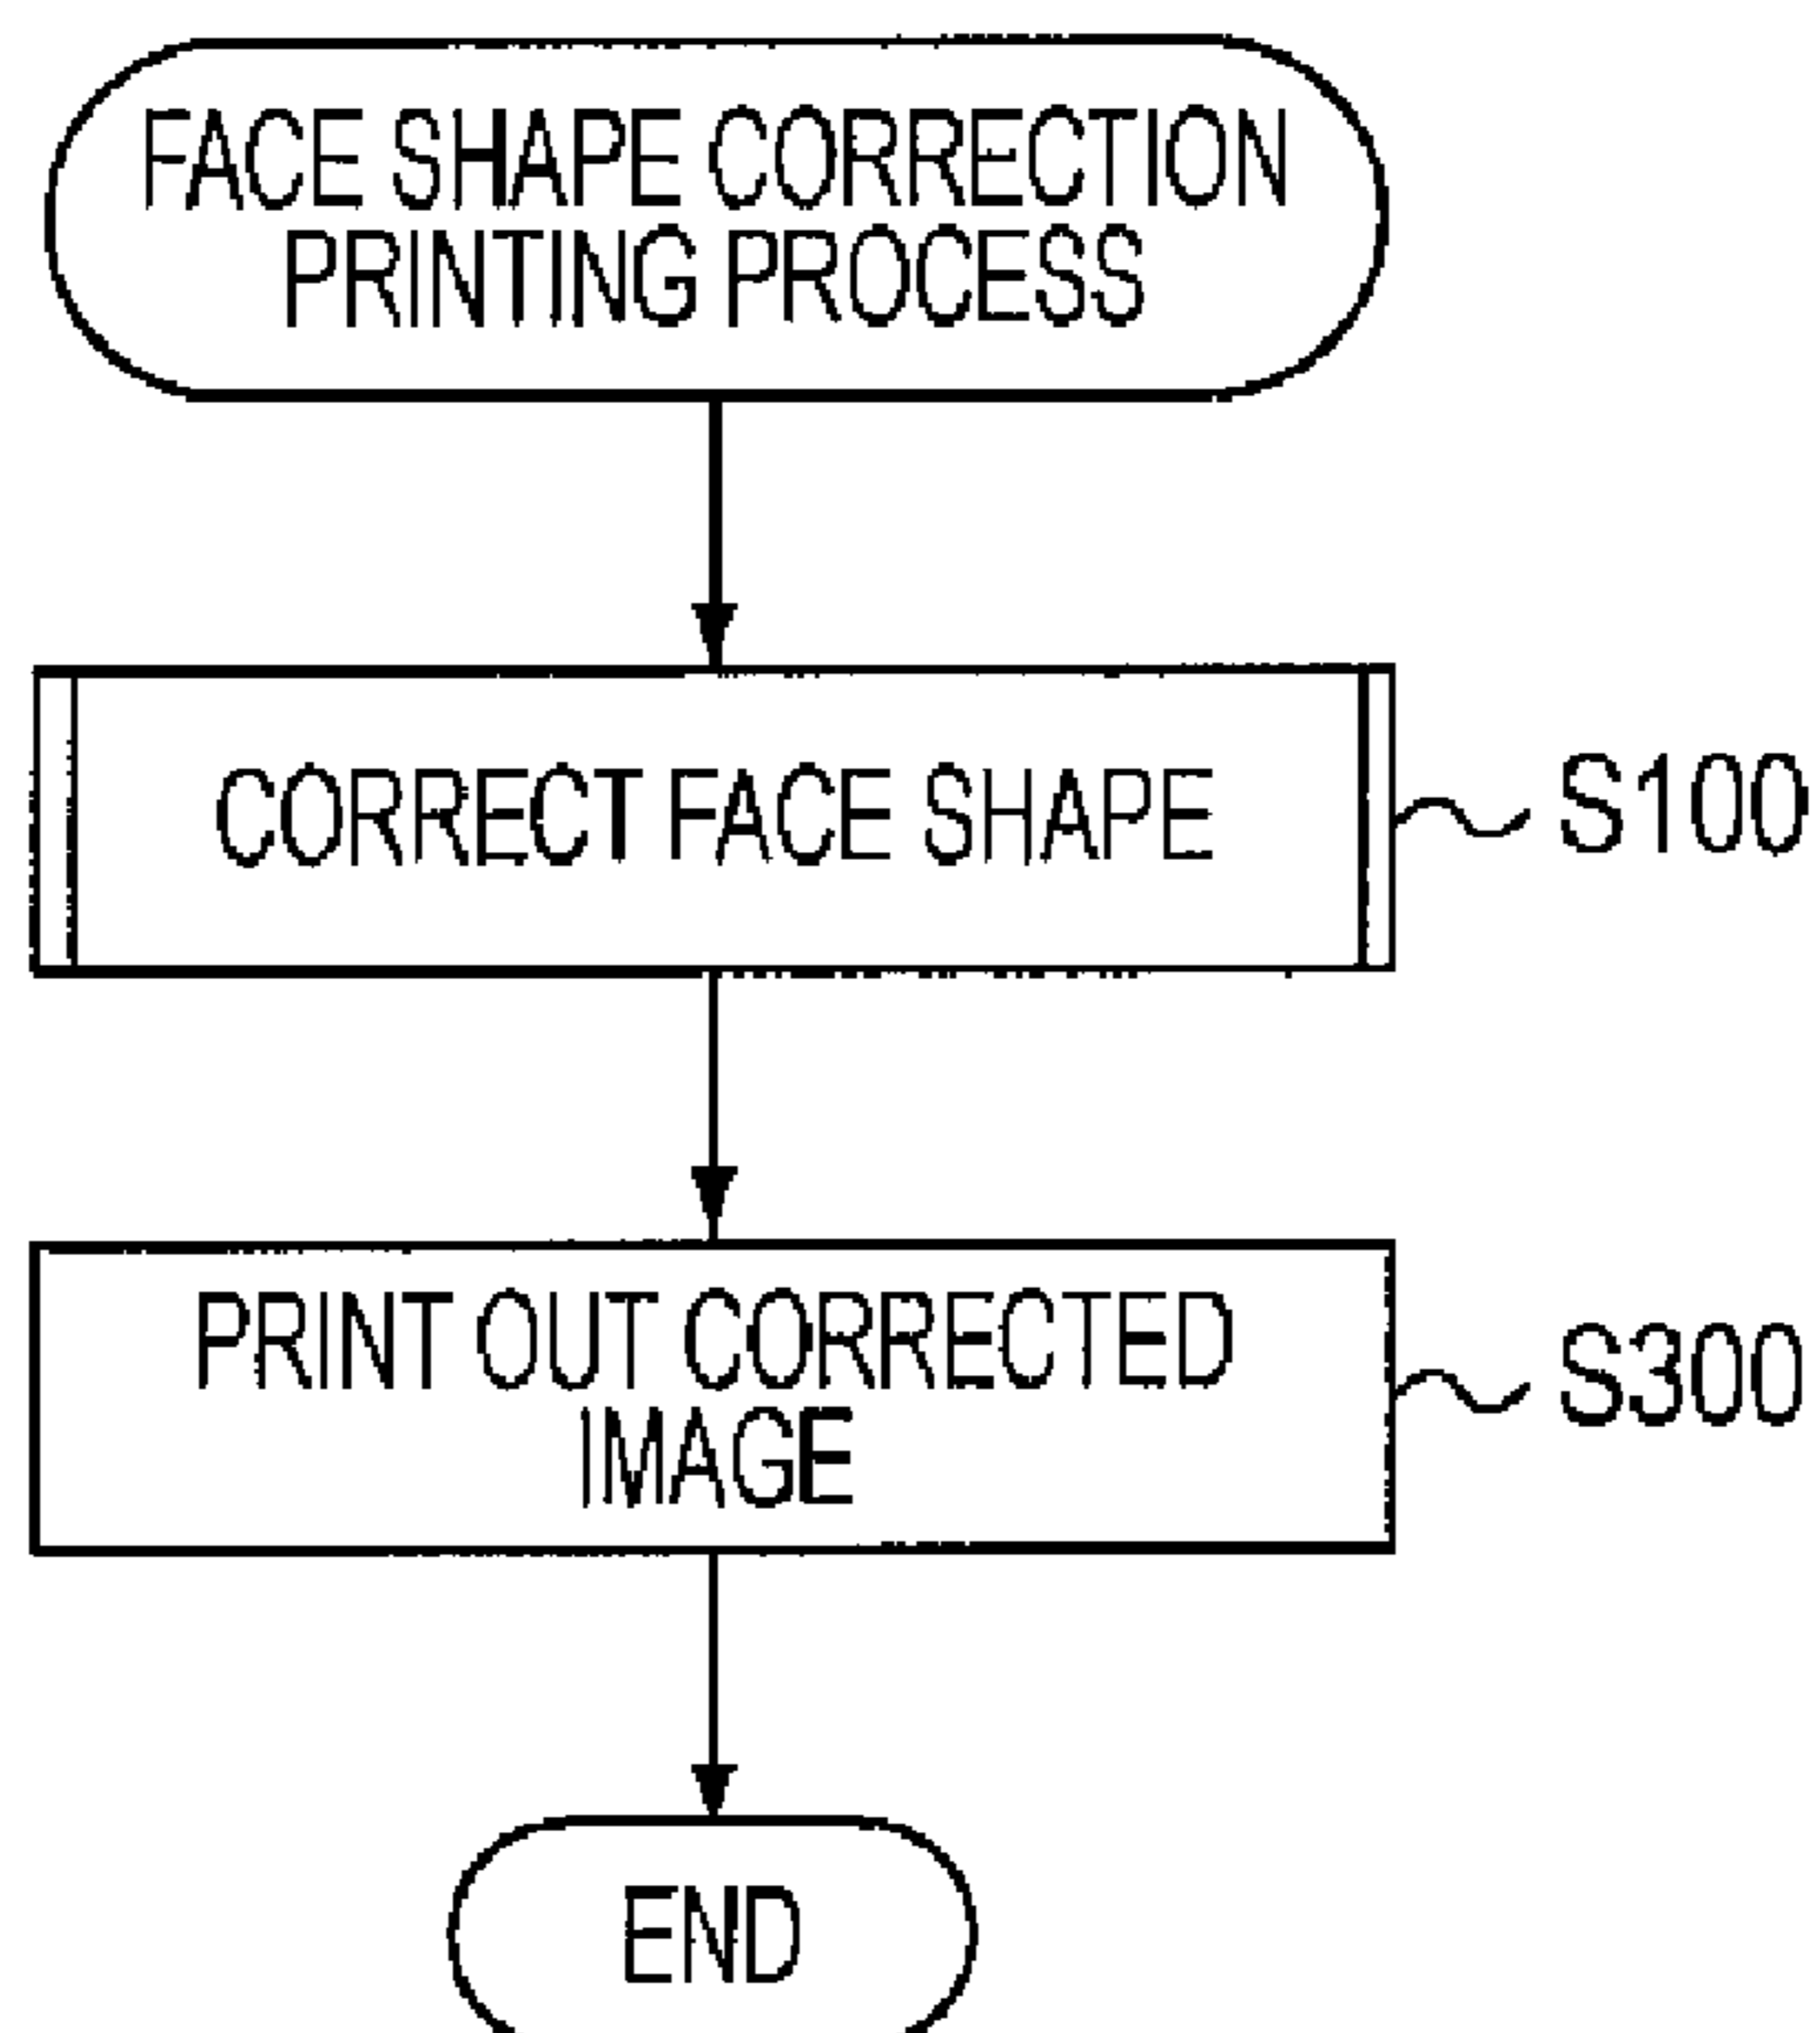 FACE SHAPE CORRECTION
PRINTING PROCESS
CORRECT FACE SHAPE
S100
PRINT OUT CORRECTED
IMAGE
S300
END